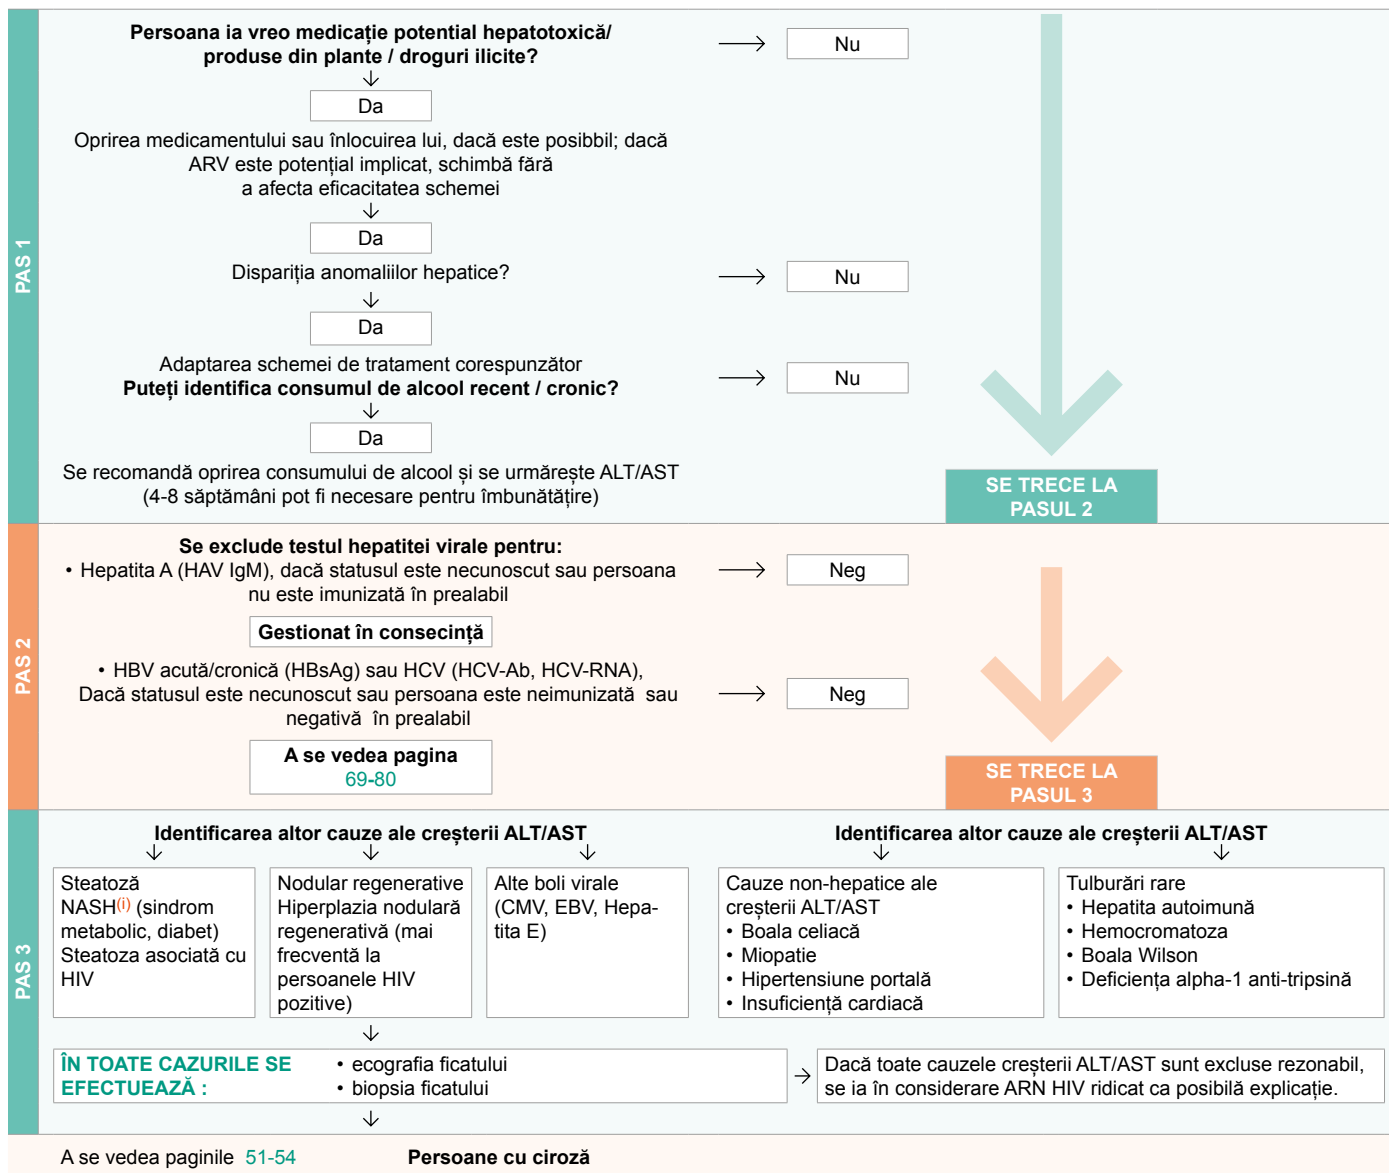 PAS 1
Persoana ia vreo medicație potential hepatotoxică/
produse din plante / droguri ilicite?
Nu
Da
Oprirea medicamentului sau înlocuirea lui, dacă este posibbil; dacă
ARV este potențial implicat, schimbă fără
a afecta eficacitatea schemei
Da
Dispariția anomaliilor hepatice?
Nu
Da
Adaptarea schemei de tratament corespunzător
Puteți identifica consumul de alcool recent / cronic?
Nu
Da
Se recomandă oprirea consumului de alcool și se urmărește ALT/AST
(4-8 săptămâni pot fi necesare pentru îmbunătățire)
SE TRECE LA
PASUL 2
PAS 2
Se exclude testul hepatitei virale pentru:
• Hepatita A (HAV IgM), dacă statusul este necunoscut sau persoana
nu este imunizată în prealabil
Neg
Gestionat în consecință
• HBV acută/cronică (HBsAg) sau HCV (HCV-Ab, HCV-RNA),
Dacă statusul este necunoscut sau persoana este neimunizată sau
negativă în prealabil
Neg
A se vedea pagina
69-80
SE TRECE LA
PASUL 3
PAS 3
Identificarea altor cauze ale creșterii ALT/AST
Steatoză
NASH(i) (sindrom
metabolic, diabet)
Steatoza asociată cu
HIV
Nodular regenerative
Hiperplazia nodulară
regenerativă (mai
frecventă la
persoanele HIV
pozitive)
Alte boli virale
(CMV, EBV, Hepa-
tita E)
Identificarea altor cauze ale creșterii ALT/AST
Cauze non-hepatice ale
creșterii ALT/AST
• Boala celiacă
• Miopatie
• Hipertensiune portală
• Insuficiență cardiacă
Tulburări rare
• Hepatita autoimună
• Hemocromatoza
• Boala Wilson
• Deficiența alpha-1 anti-tripsină
ÎN TOATE CAZURILE SE
EFECTUEAZĂ :
• ecografia ficatului
• biopsia ficatului
Dacă toate cauzele creșterii ALT/AST sunt excluse rezonabil,
se ia în considerare ARN HIV ridicat ca posibilă explicație.
A se vedea paginile 51-54 Persoane cu ciroză